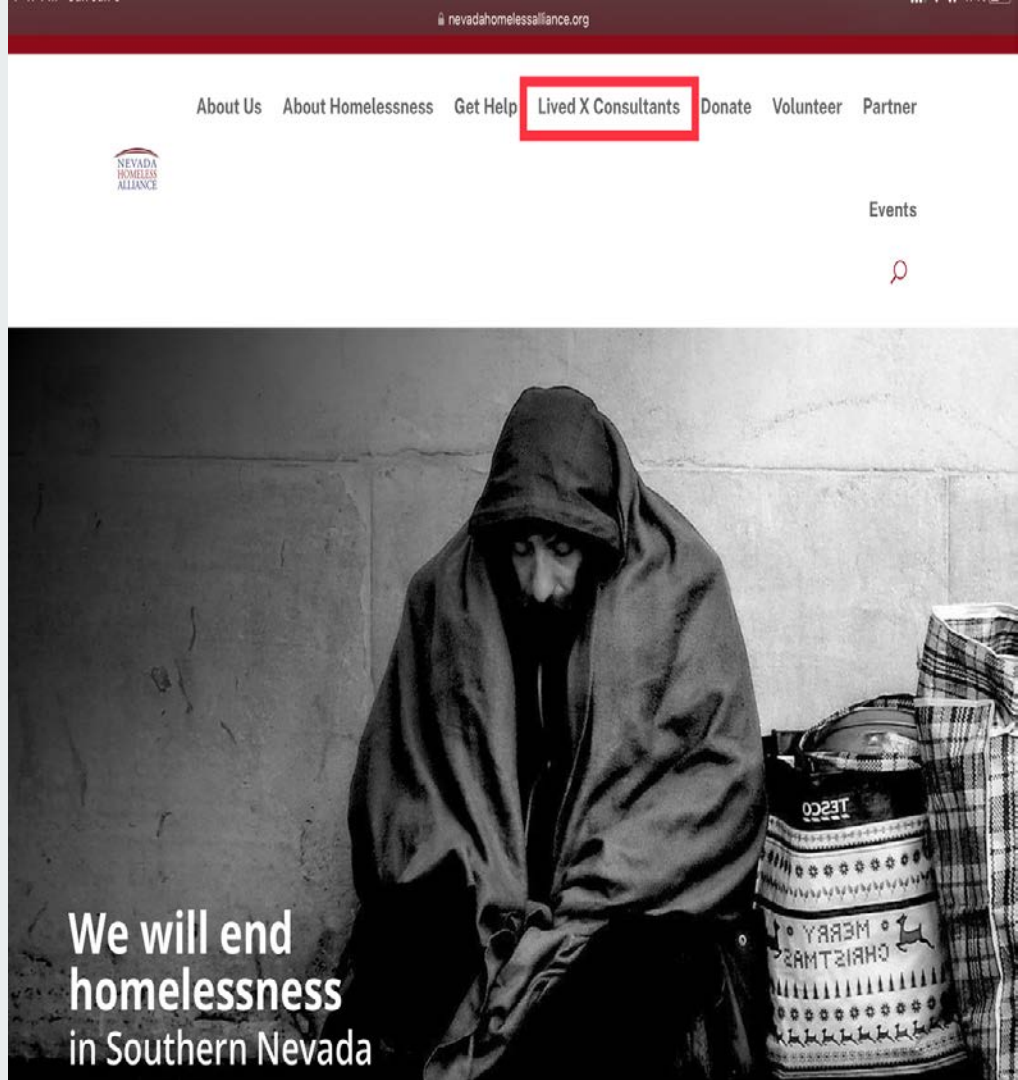 nevadahomelessalliance.org
About Us About Homelessness Get Help Lived X Consultants Donate Volunteer Partner
NEVADA
HOMELESS
ALLIANCE
Events
TESCO
MERRY
CHRISTMAS
We will end
homelessness
in Southern Nevada